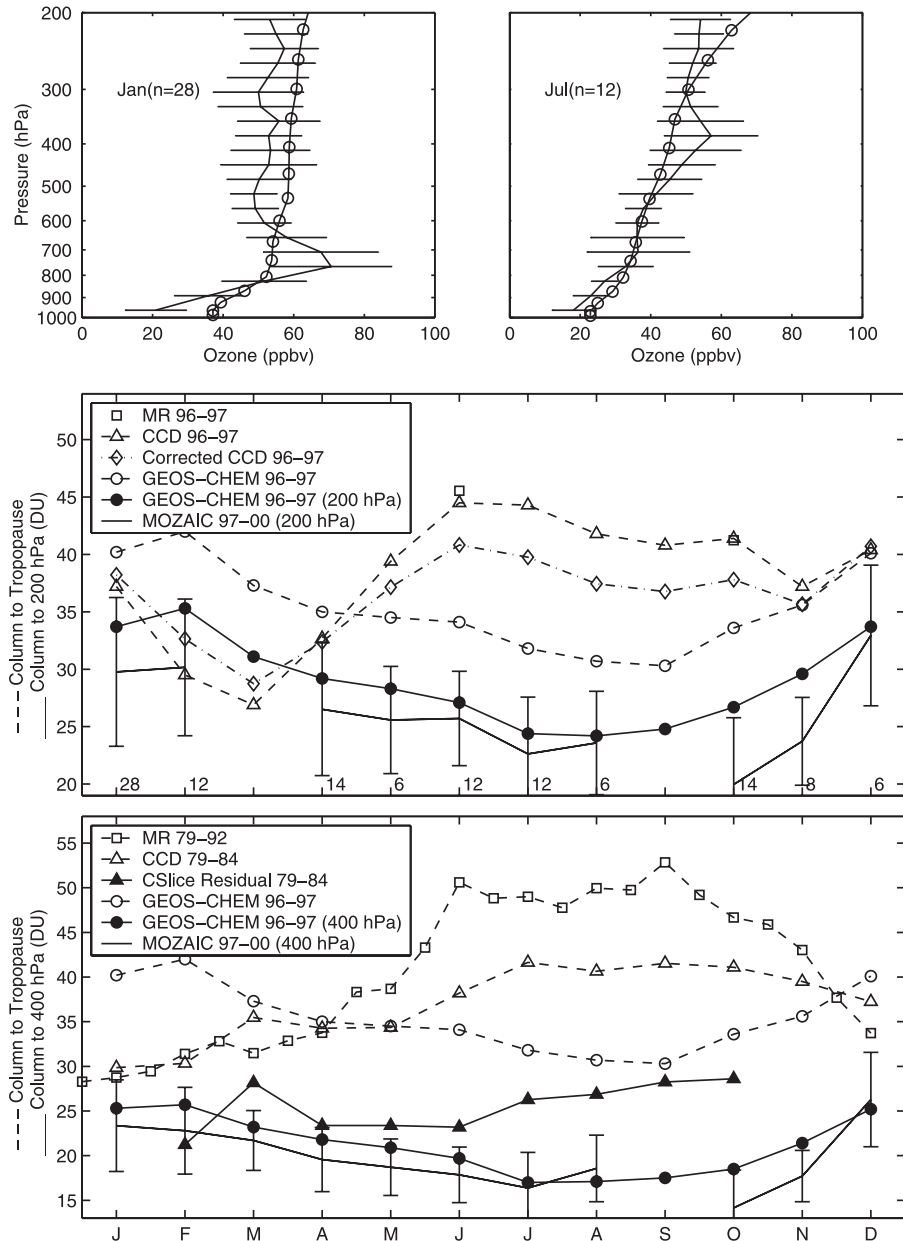 200
300
400
500
600
700
800
900
1000
Pressure (hPa)
Jan(n=28)
0 20 40 60 80 100
Ozone (ppbv)
Jul(n=12)
0 20 40 60 80 100
Ozone (ppbv)
Column to Tropopause
Column to 200 hPa (DU)
50
45
40
35
30
25
20
MR 96–97
CCD 96–97
Corrected CCD 96–97
GEOS–CHEM 96–97
GEOS–CHEM 96–97 (200 hPa)
MOZAIC 97–00 (200 hPa)
28 12 14 6 12 12 6 14 8 6
Column to Tropopause
Column to 400 hPa (DU)
55
50
45
40
35
30
25
20
15
MR 79–92
CCD 79–84
CSlice Residual 79–84
GEOS–CHEM 96–97
GEOS–CHEM 96–97 (400 hPa)
MOZAIC 97–00 (400 hPa)
J F M A M J J A S O N D